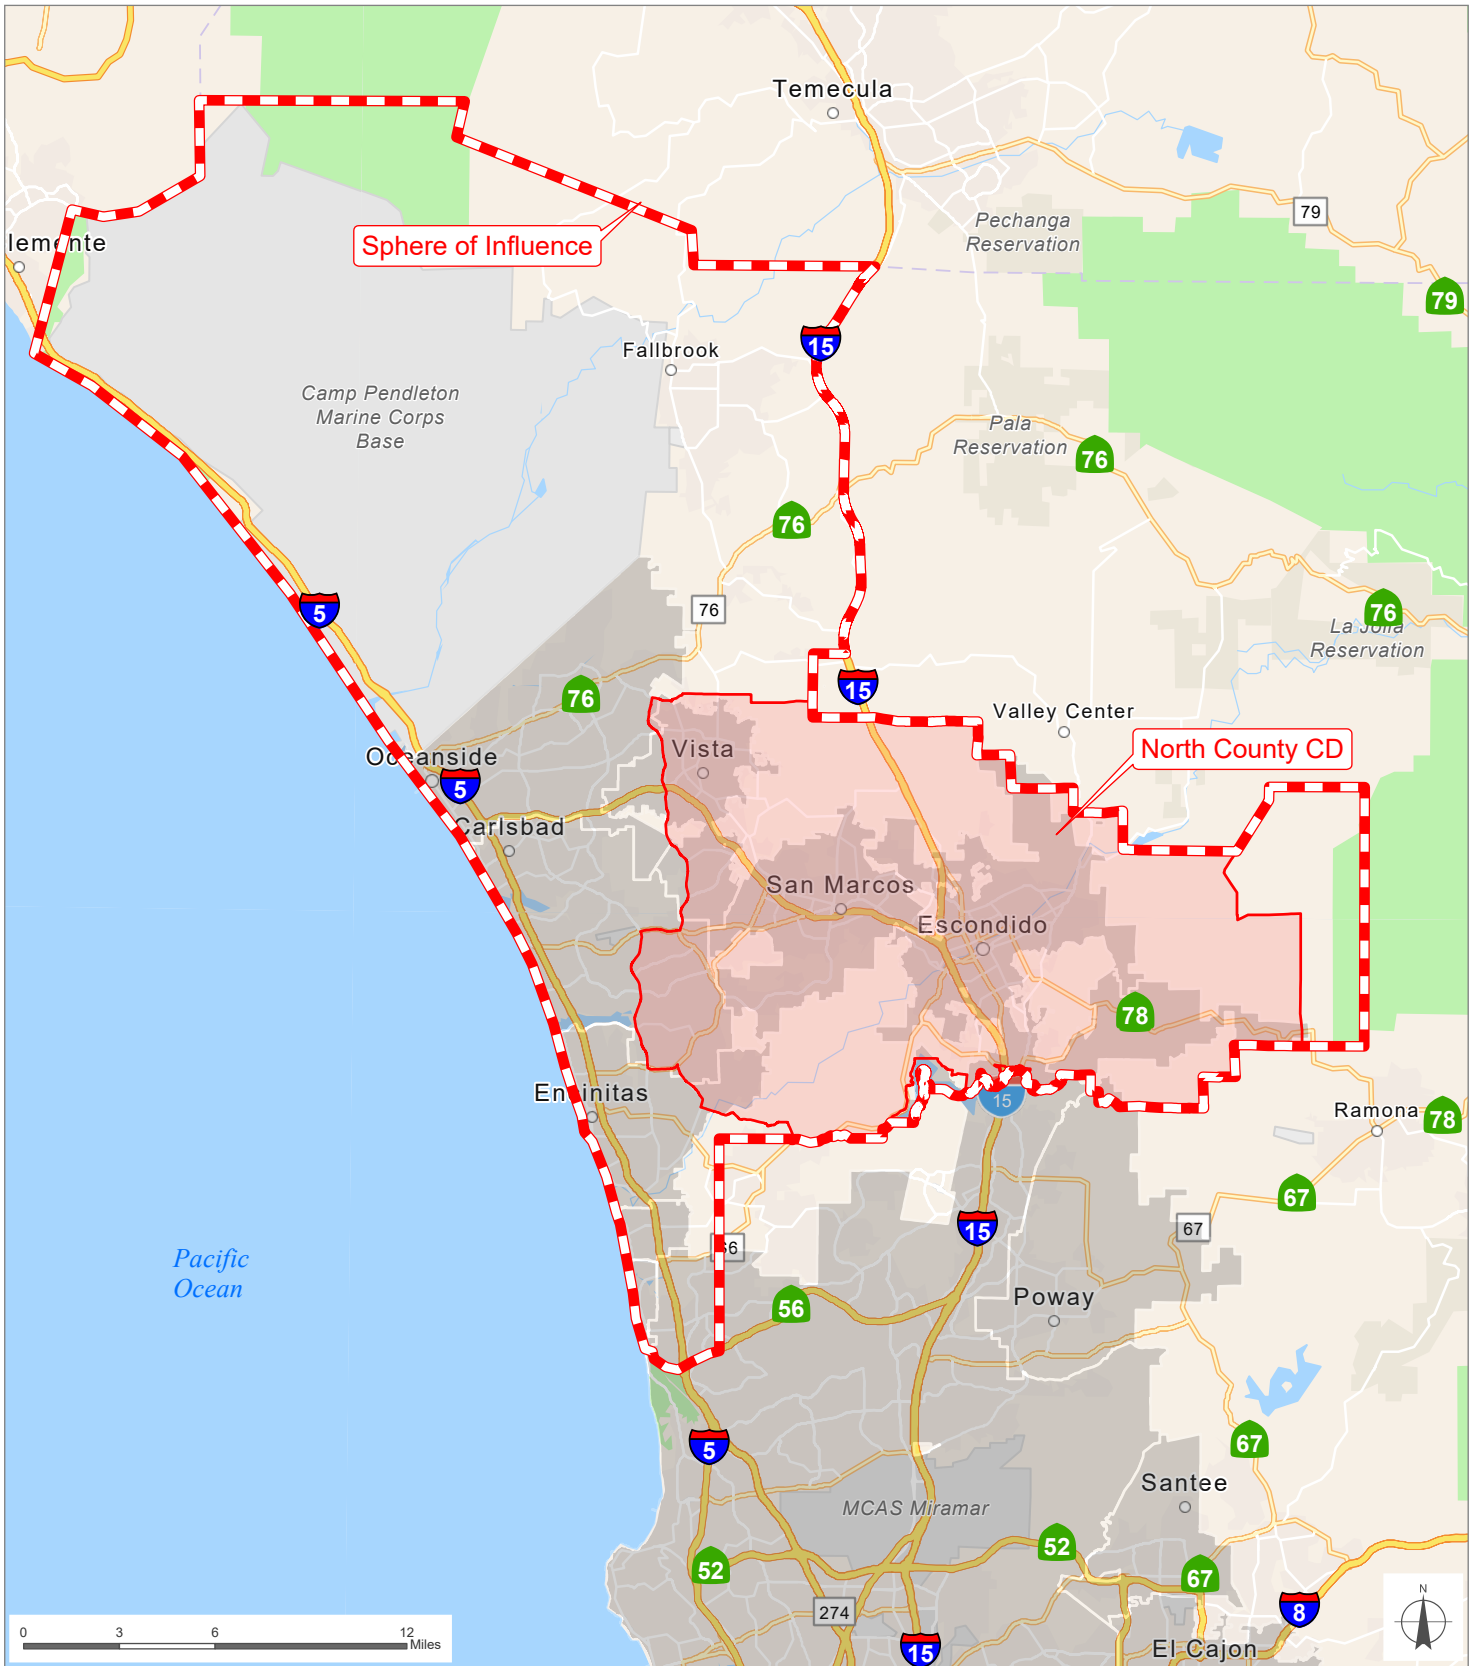 Temecula
79
Pechanga
Reservation
Sphere of Influence
lemente
79
15
Fallbrook
Camp Pendleton
Marine Corps
Base
Pala
Reservation
76
76
5
76
76
La Jolla
Reservation
76
15
Valley Center
North County CD
Vista
Oceanside
5
Carlsbad
San Marcos
Escondido
78
Encinitas
15
Ramona
78
67
15
67
56
Pacific
Ocean
56
Poway
5
67
Santee
MCAS Miramar
52
52
67
274
8
15
El Cajon
N
0
3
6
12
Miles